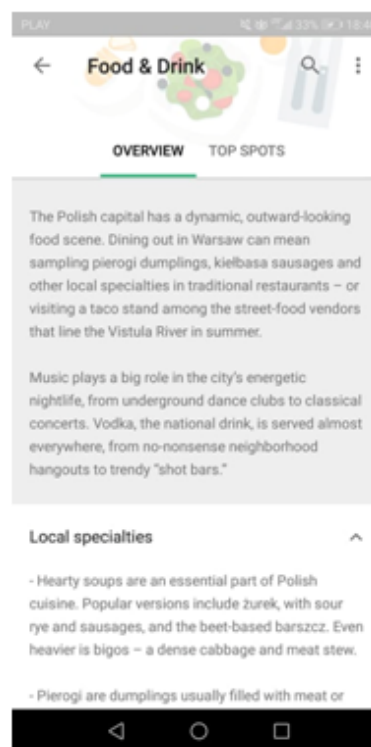 PLAY 33% 18:4
Food & Drink
OVERVIEW TOP SPOTS
The Polish capital has a dynamic, outward-looking
food scene. Dining out in Warsaw can mean
sampling pierogi dumplings, kiełbasa sausages and
other local specialties in traditional restaurants – or
visiting a taco stand among the street-food vendors
that line the Vistula River in summer.
Music plays a big role in the city's energetic
nightlife, from underground dance clubs to classical
concerts. Vodka, the national drink, is served almost
everywhere, from no-nonsense neighborhood
hangouts to trendy “shot bars.”
Local specialties
- Hearty soups are an essential part of Polish
cuisine. Popular versions include żurek, with sour
rye and sausages, and the beet-based barszcz. Even
heavier is bigos – a dense cabbage and meat stew.
- Pierogi are dumplings usually filled with meat or